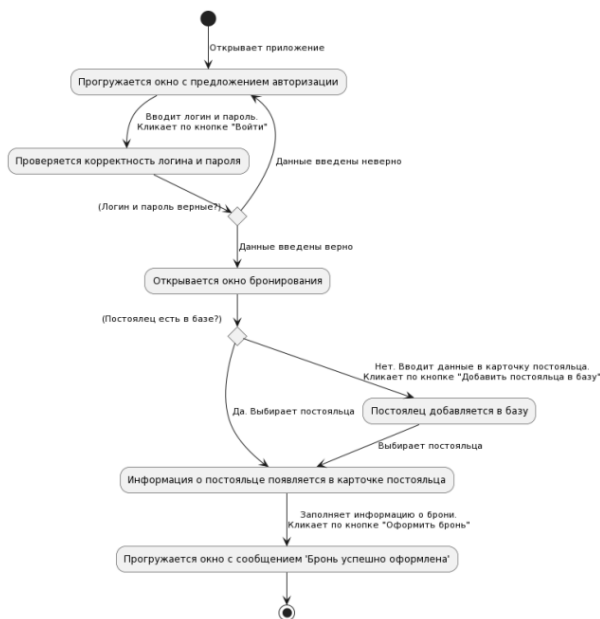 Открывает приложение
Прогружается окно с предложением авторизации
Вводит логин и пароль.
Кликает по кнопке "Войти"
Проверяется корректность логина и пароля
Данные введены неверно
(Логин и пароль верные?)
Данные введены верно
Открывается окно бронирования
(Постоялец есть в базе?)
Нет. Вводит данные в карточку постояльца.
Кликает по кнопке "Добавить постояльца в базу"
Да. Выбирает постояльца
Постоялец добавляется в базу
Выбирает постояльца
Информация о постояльце появляется в карточке постояльца
Заполняет информацию о брони.
Кликает по кнопке "Оформить бронь"
Прогружается окно с сообщением 'Бронь успешно оформлена'